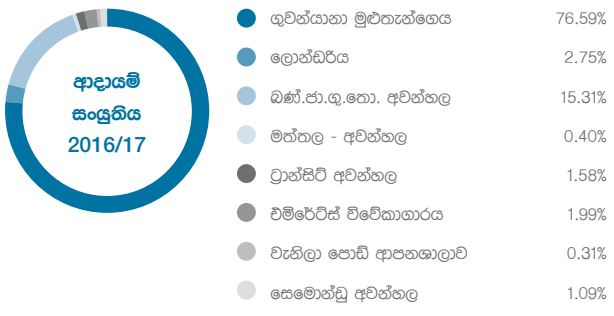 ආදායම්
සංයුතිය
2016/17
ගුවන්යානා මුළුතැන්ගෙය 76.59%
ලොන්ඩරිය 2.75%
බණ්.ජා.ගු.තො. අවන්හල 15.31%
මත්තල - අවන්හල 0.40%
ට්‍රාන්සිට් අවන්හල 1.58%
එමිරේට්ස් විවේකාගාරය 1.99%
වැනිලා පොඩ් ආපනශාලාව 0.31%
සෙමොන්ඩු අවන්හල 1.09%